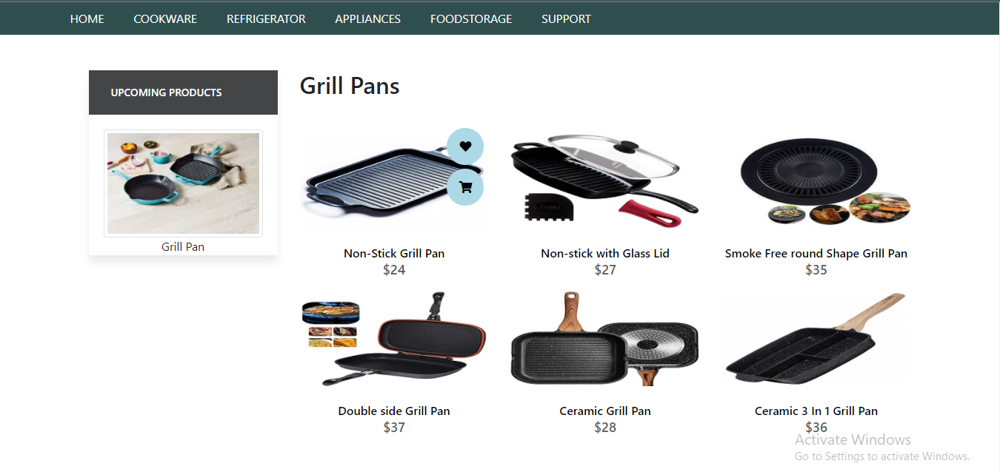 HOME COOKWARE REFRIGERATOR APPLIANCES FOODSTORAGE SUPPORT
UPCOMING PRODUCTS
Grill Pan
Grill Pans
Non-Stick Grill Pan
$24
Non-stick with Glass Lid
$27
Smoke Free round Shape Grill Pan
$35
Double side Grill Pan
$37
Ceramic Grill Pan
$28
Ceramic 3 In 1 Grill Pan
$36
Activate Windows
Go to Settings to activate Windows.